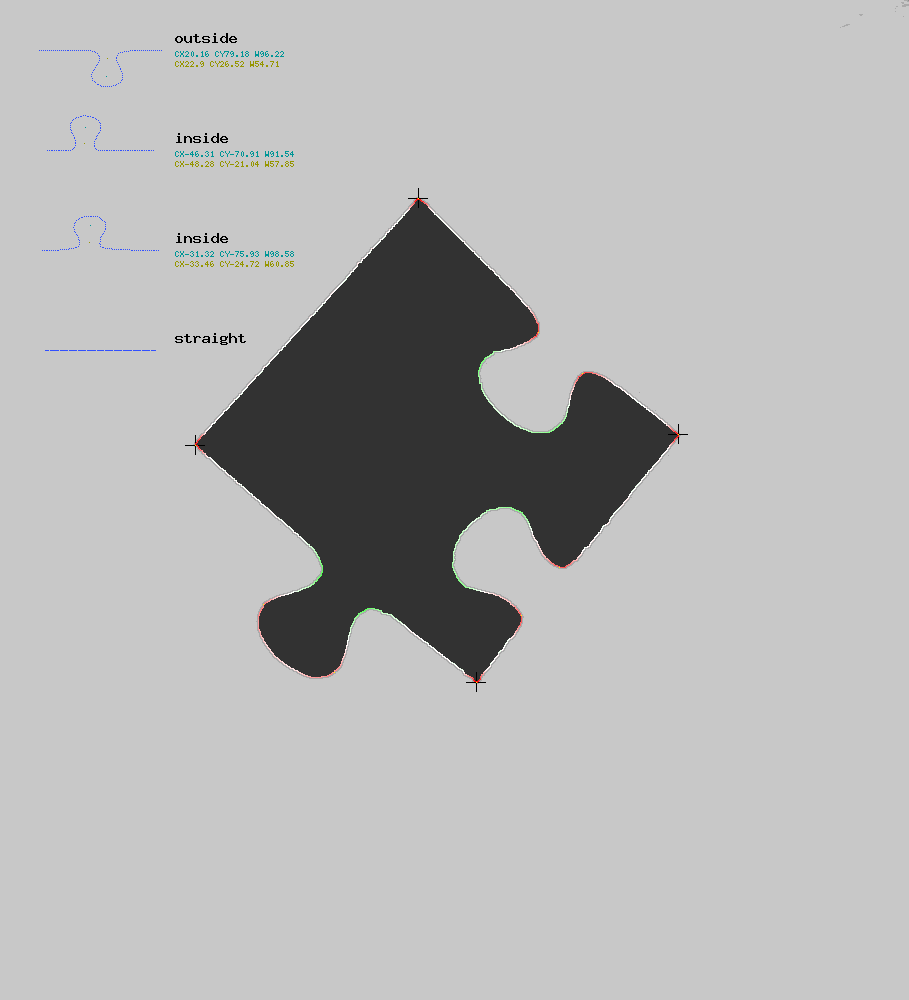 outside
CX20.16 CY79.18 W96.22
CX22.9 CY26.52 W54.71
inside
CX-46.31 CY-70.91 W91.54
CX-48.28 CY-21.04 W57.85
inside
CX-31.32 CY-75.93 W98.58
CX-33.46 CY-24.72 W60.85
straight